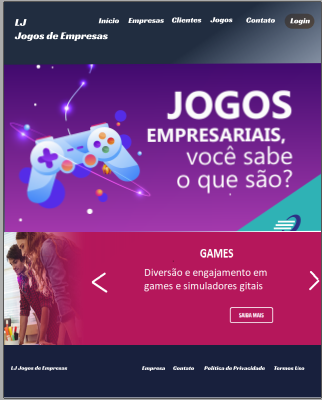 LJ
Jogos de Empresas
Início Empresas Clientes Jogos Contato Login
JOGOS
EMPRESARIAIS,
você sabe
o que são?
GAMES
Diversão e engajamento em
games e simuladores gitais
SAIBA MAIS
LJ Jogos de Empresas Empresa Contato Política de Privacidade Termos Uso